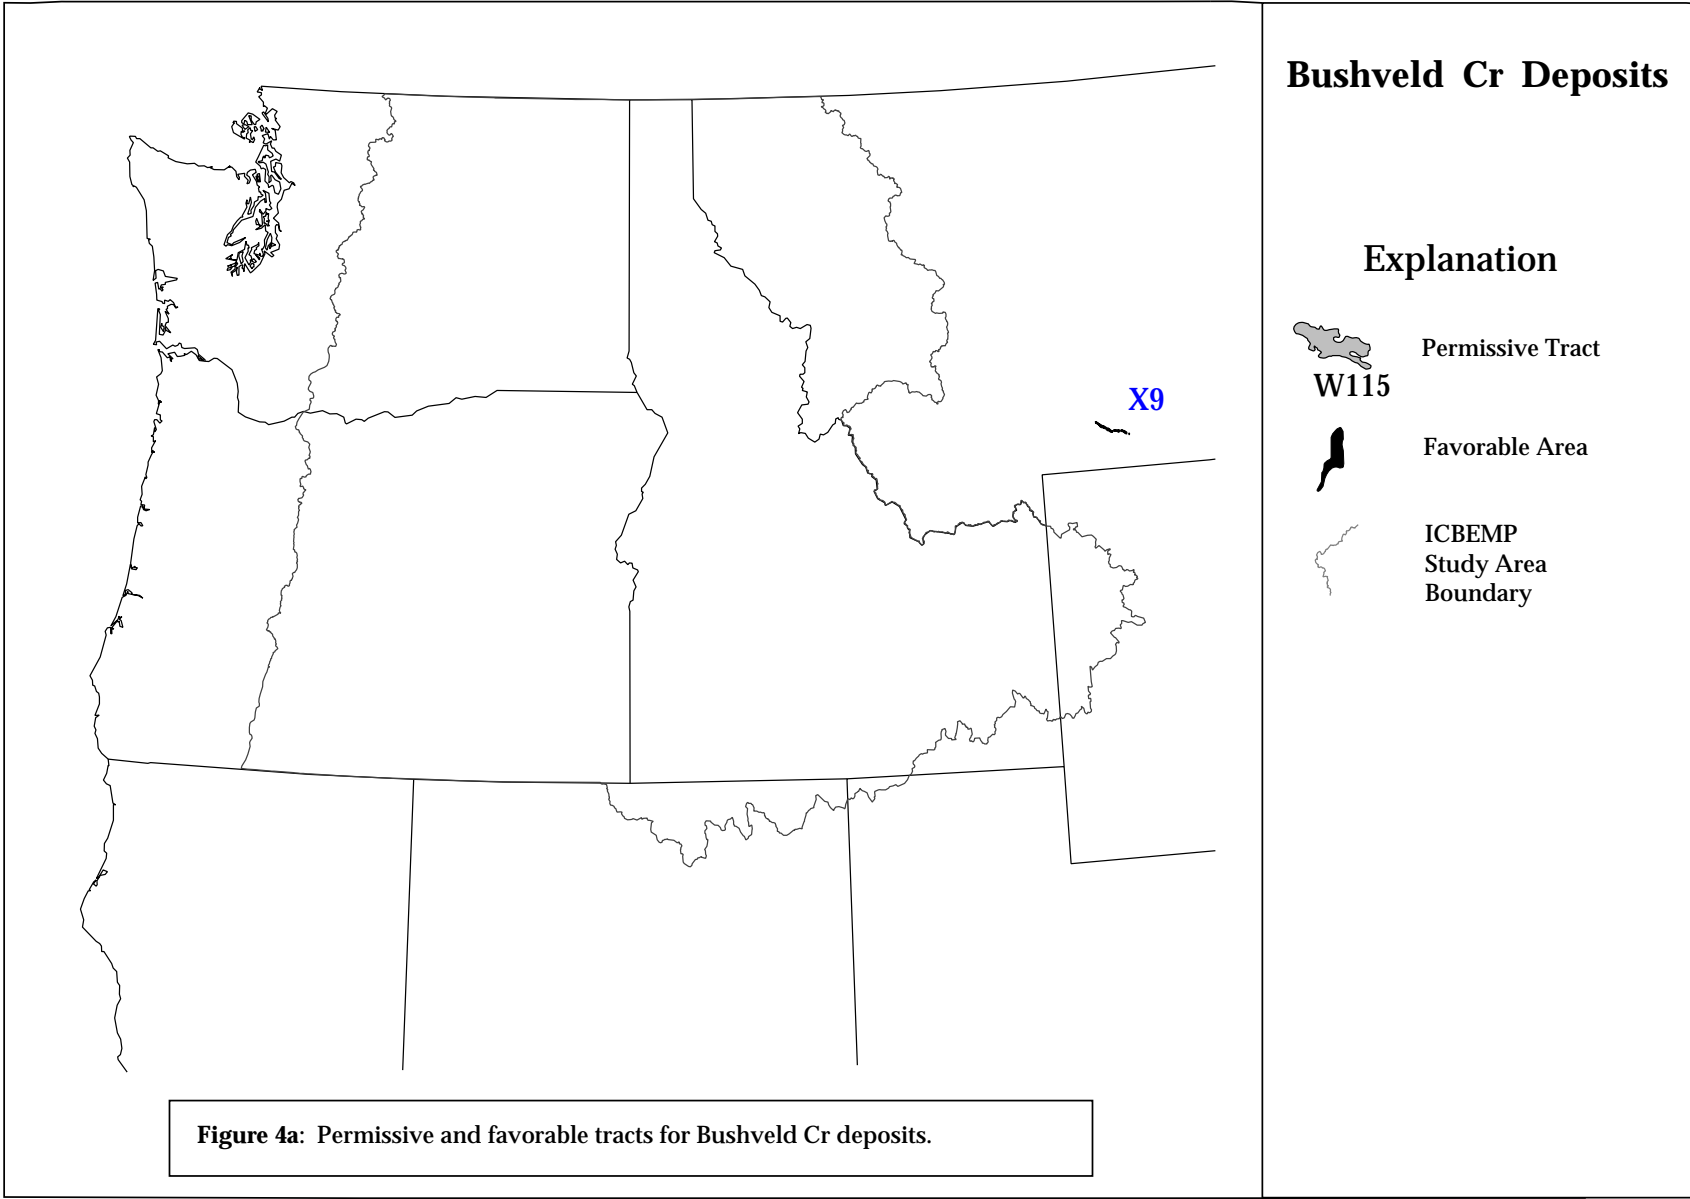 Bushveld Cr Deposits
Explanation
Permissive Tract
W115
Favorable Area
ICBEMP
Study Area
Boundary
X9
Figure 4a: Permissive and favorable tracts for Bushveld Cr deposits.